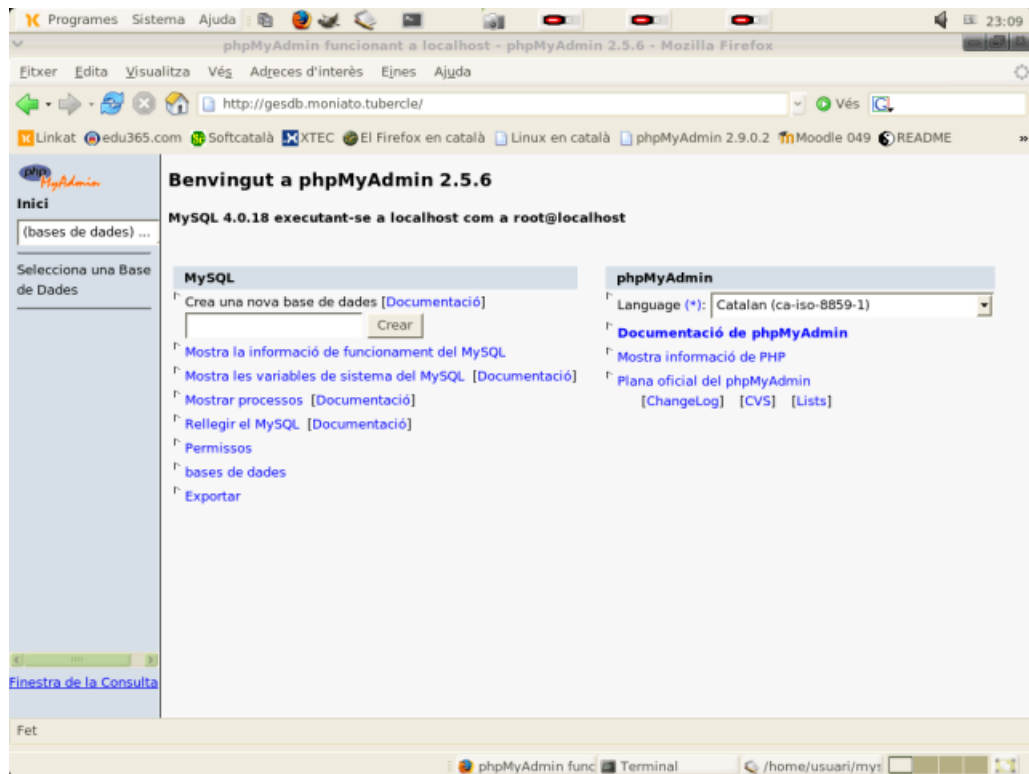 Programes Sistema Ajuda 23:09
phpMyAdmin funcionant a localhost - phpMyAdmin 2.5.6 - Mozilla Firefox
Fitxer Edita Visualitza Vés Adreces d'interès Eines Ajuda
http://gesdb.moniato.tubercle/ Vés
Linkat edu365.com Softcatalà XTEC El Firefox en català Linux en català phpMyAdmin 2.9.0.2 Moodle 049 README »
php
MyAdmin
Inici
(bases de dades) ...
Selecciona una Base
de Dades
Finestra de la Consulta
Benvingut a phpMyAdmin 2.5.6
MySQL 4.0.18 executant-se a localhost com a root@localhost
MySQL
Crea una nova base de dades [Documentació]
Crear
Mostra la informació de funcionament del MySQL
Mostra les variables de sistema del MySQL [Documentació]
Mostrar processos [Documentació]
Rellegir el MySQL [Documentació]
Permissos
bases de dades
Exportar
phpMyAdmin
Language (*): Catalan (ca-iso-8859-1)
Documentació de phpMyAdmin
Mostra informació de PHP
Plana oficial del phpMyAdmin
[ChangeLog] [CVS] [Lists]
Fet
phpMyAdmin func Terminal /home/usuari/mys